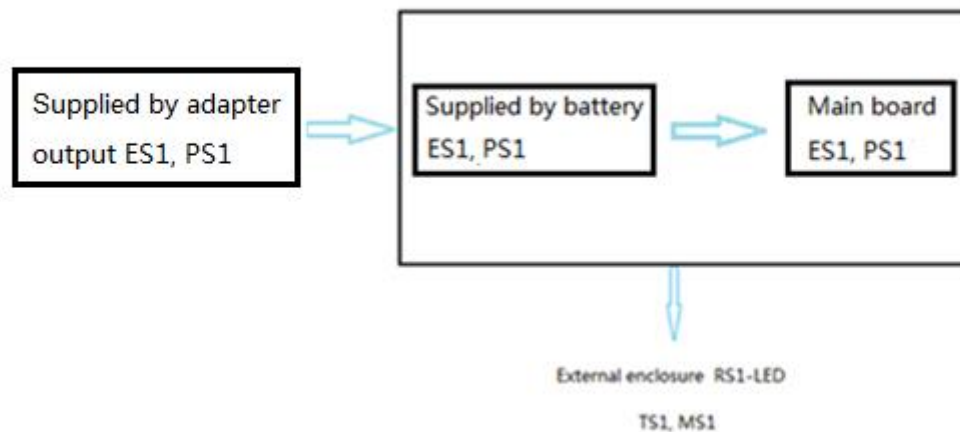 Supplied by adapter
output ES1, PS1
Supplied by battery
ES1, PS1
Main board
ES1, PS1
External enclosure RS1-LED
TS1, MS1